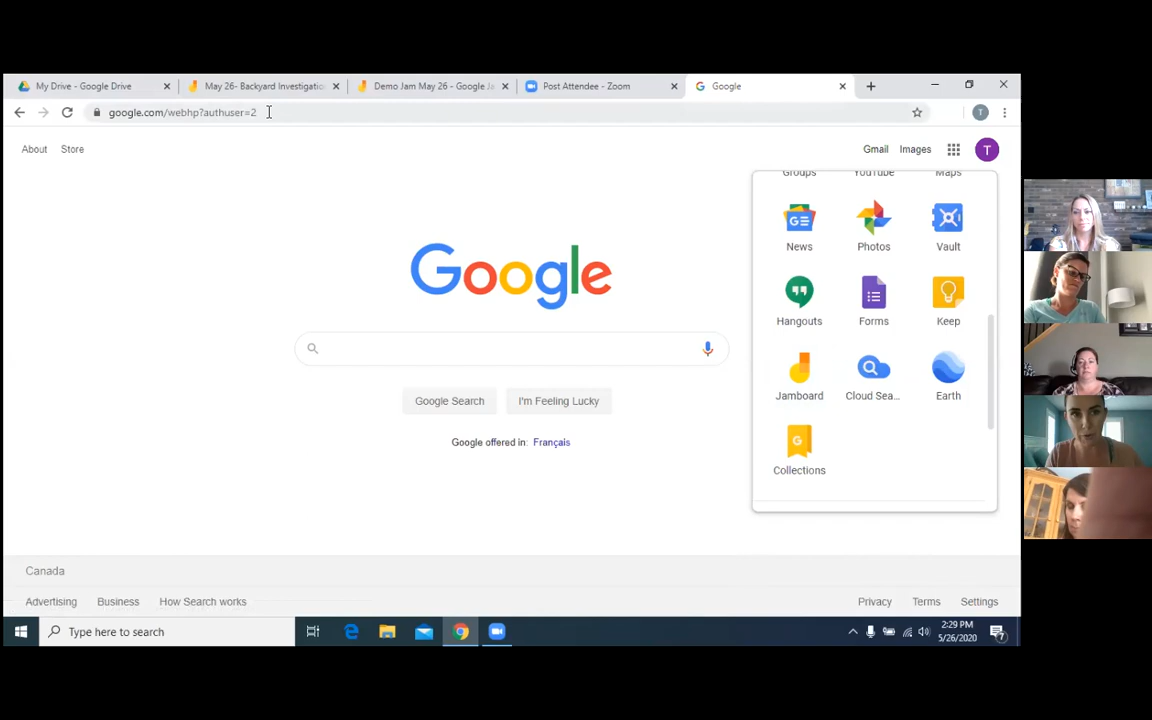 My Drive - Google Drive
May 26- Backyard Investigatio
Demo Jam May 26 - Google Ja
Post Attendee - Zoom
Google
google.com/webhp?authuser=2
T
About Store
Gmail Images
T
Groups YouTube Maps
GE
News Photos Vault
Hangouts Forms Keep
Jamboard Cloud Sea... Earth
G
Collections
Google
Google Search I'm Feeling Lucky
Google offered in: Français
Canada
Advertising Business How Search works
Privacy Terms Settings
Type here to search
2:29 PM
5/26/2020
7